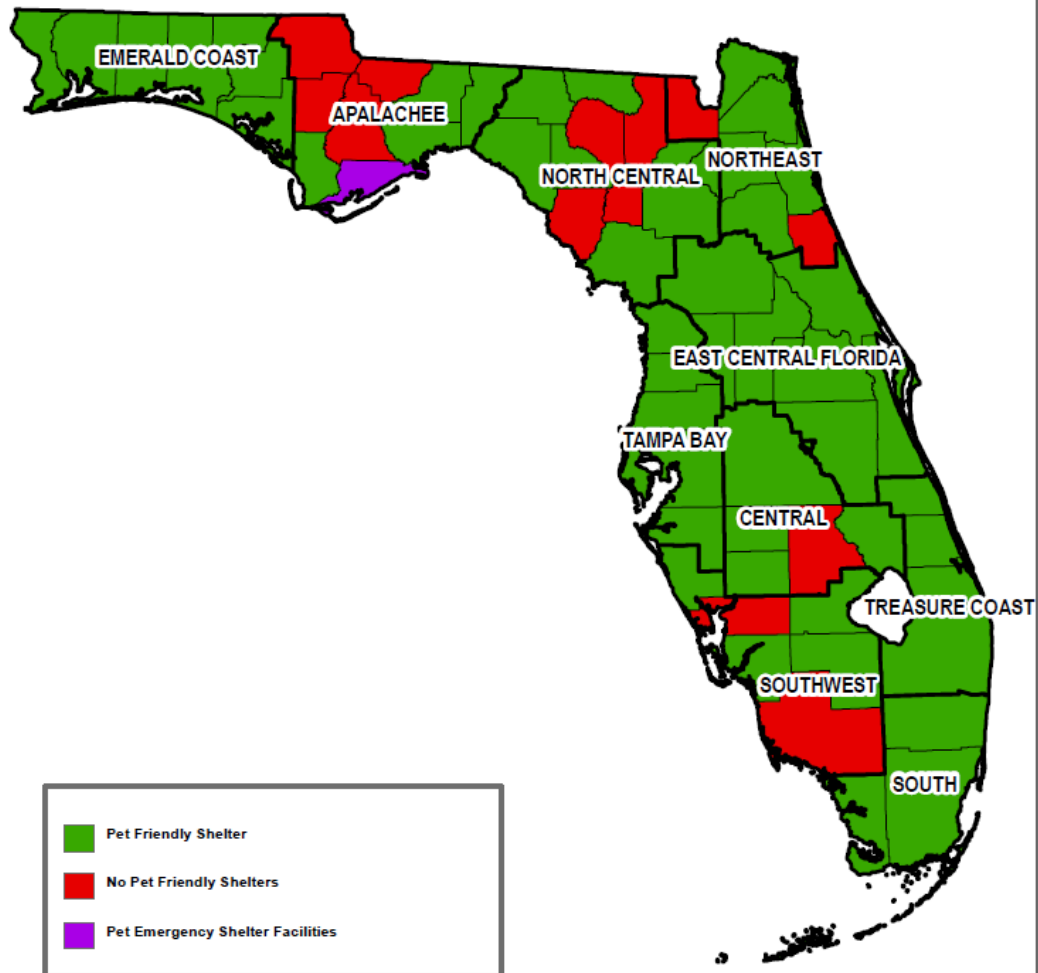 EMERALD COAST
APALACHEE
NORTHEAST
NORTH CENTRAL
EAST CENTRAL FLORIDA
TAMPA BAY
CENTRAL
TREASURE COAST
SOUTHWEST
SOUTH
Pet Friendly Shelter
No Pet Friendly Shelters
Pet Emergency Shelter Facilities